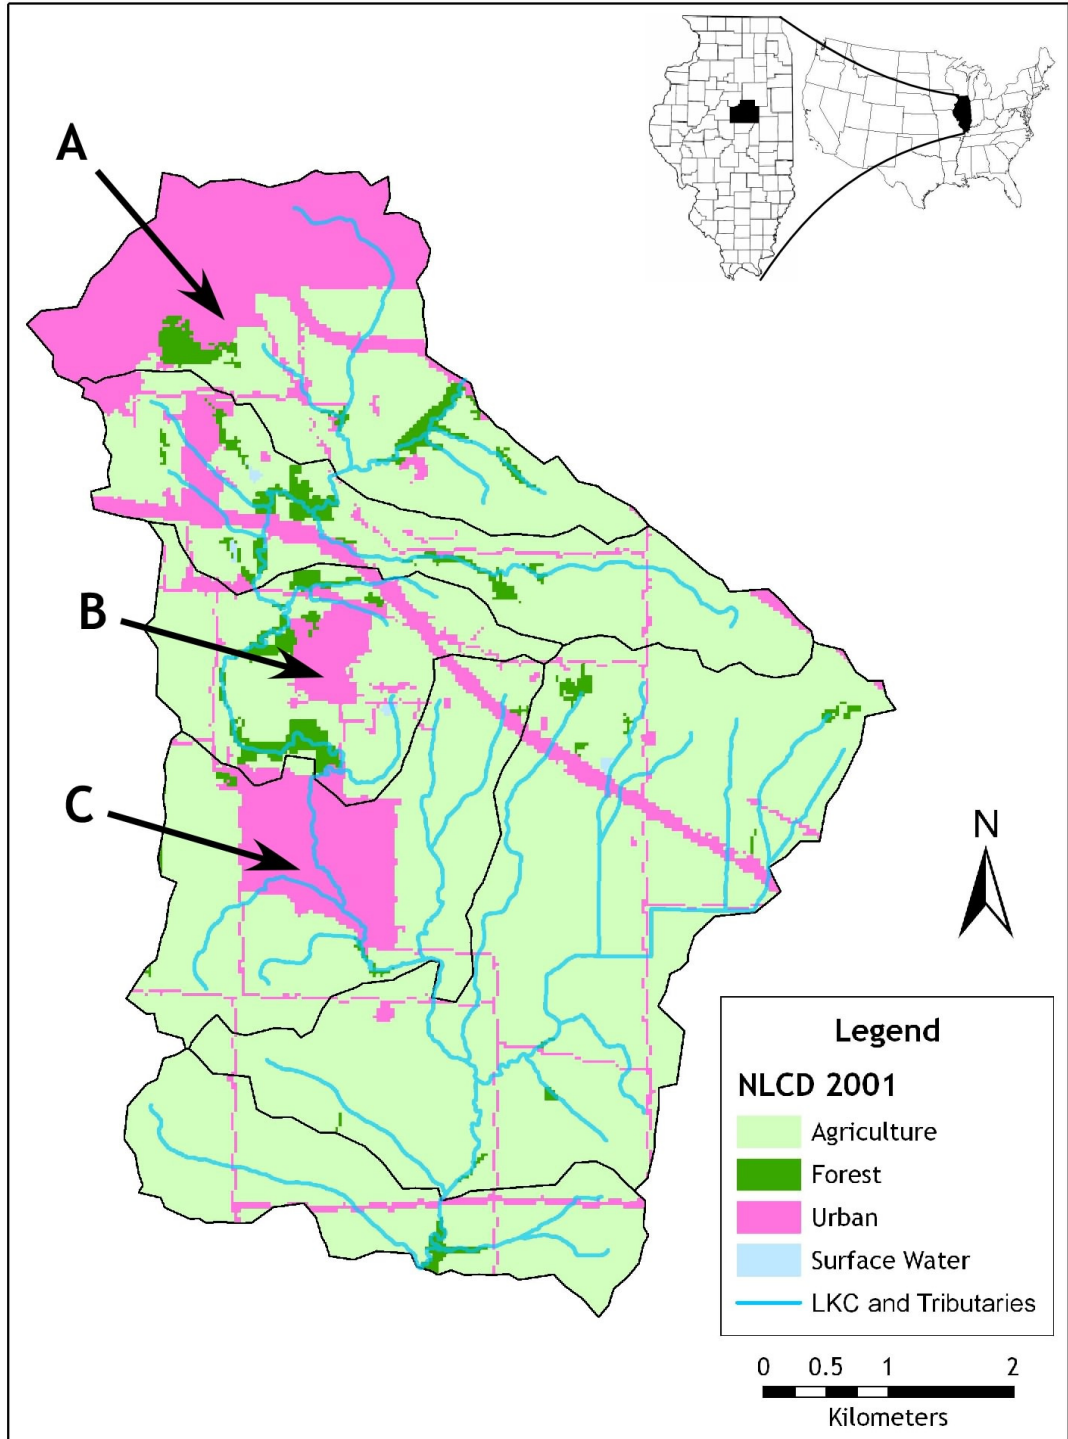 A
B
C
N
Legend
NLCD 2001
Agriculture
Forest
Urban
Surface Water
LKC and Tributaries
0 0.5 1 2
Kilometers